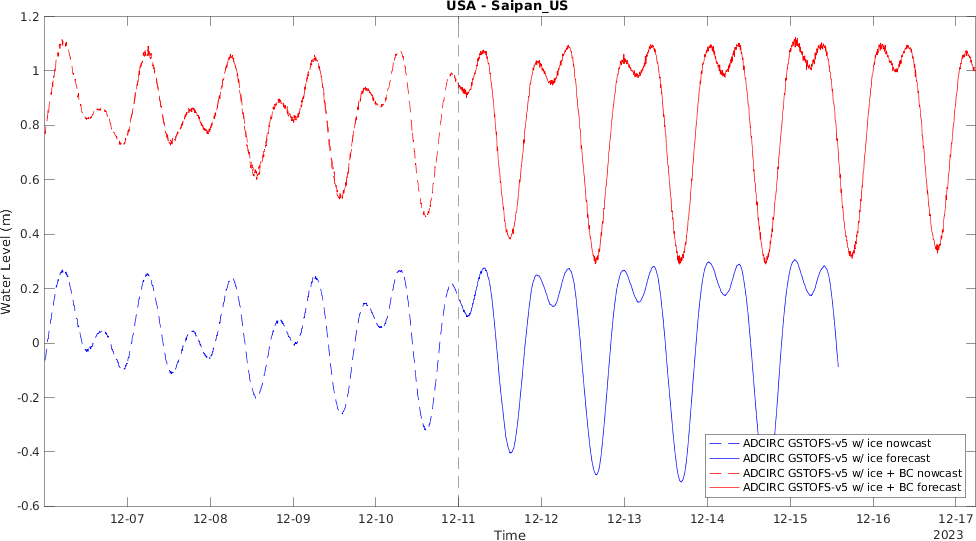 USA - Saipan_US
1.2
1
0.8
0.6
0.4
0.2
0
-0.2
-0.4
-0.6
Water Level (m)
ADCIRC GSTOFS-v5 w/ ice nowcast
ADCIRC GSTOFS-v5 w/ ice forecast
ADCIRC GSTOFS-v5 w/ ice + BC nowcast
ADCIRC GSTOFS-v5 w/ ice + BC forecast
12-07 12-08 12-09 12-10 12-11 12-12 12-13 12-14 12-15 12-16 12-17
Time
2023